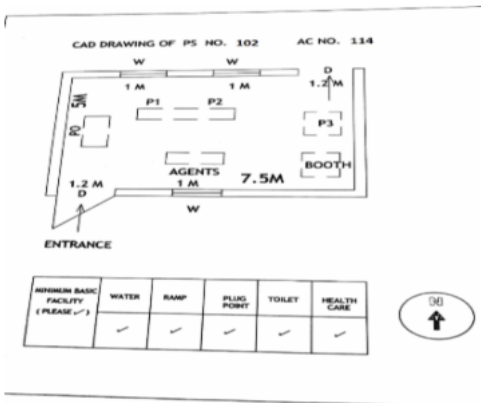 CAD DRAWING OF PS NO. 102 AC NO. 114
W W D
1 M 1 M 1.2 M
5M
P1 P2
PO
P3
AGENTS
BOOTH
1.2 M 1 M 7.5M
D
W
ENTRANCE
MINIMUM BASIC FACILITY (PLEASE ✓) WATER RAMP PLUG POINT TOILET HEALTH CARE
✓ ✓ ✓ ✓ ✓
N